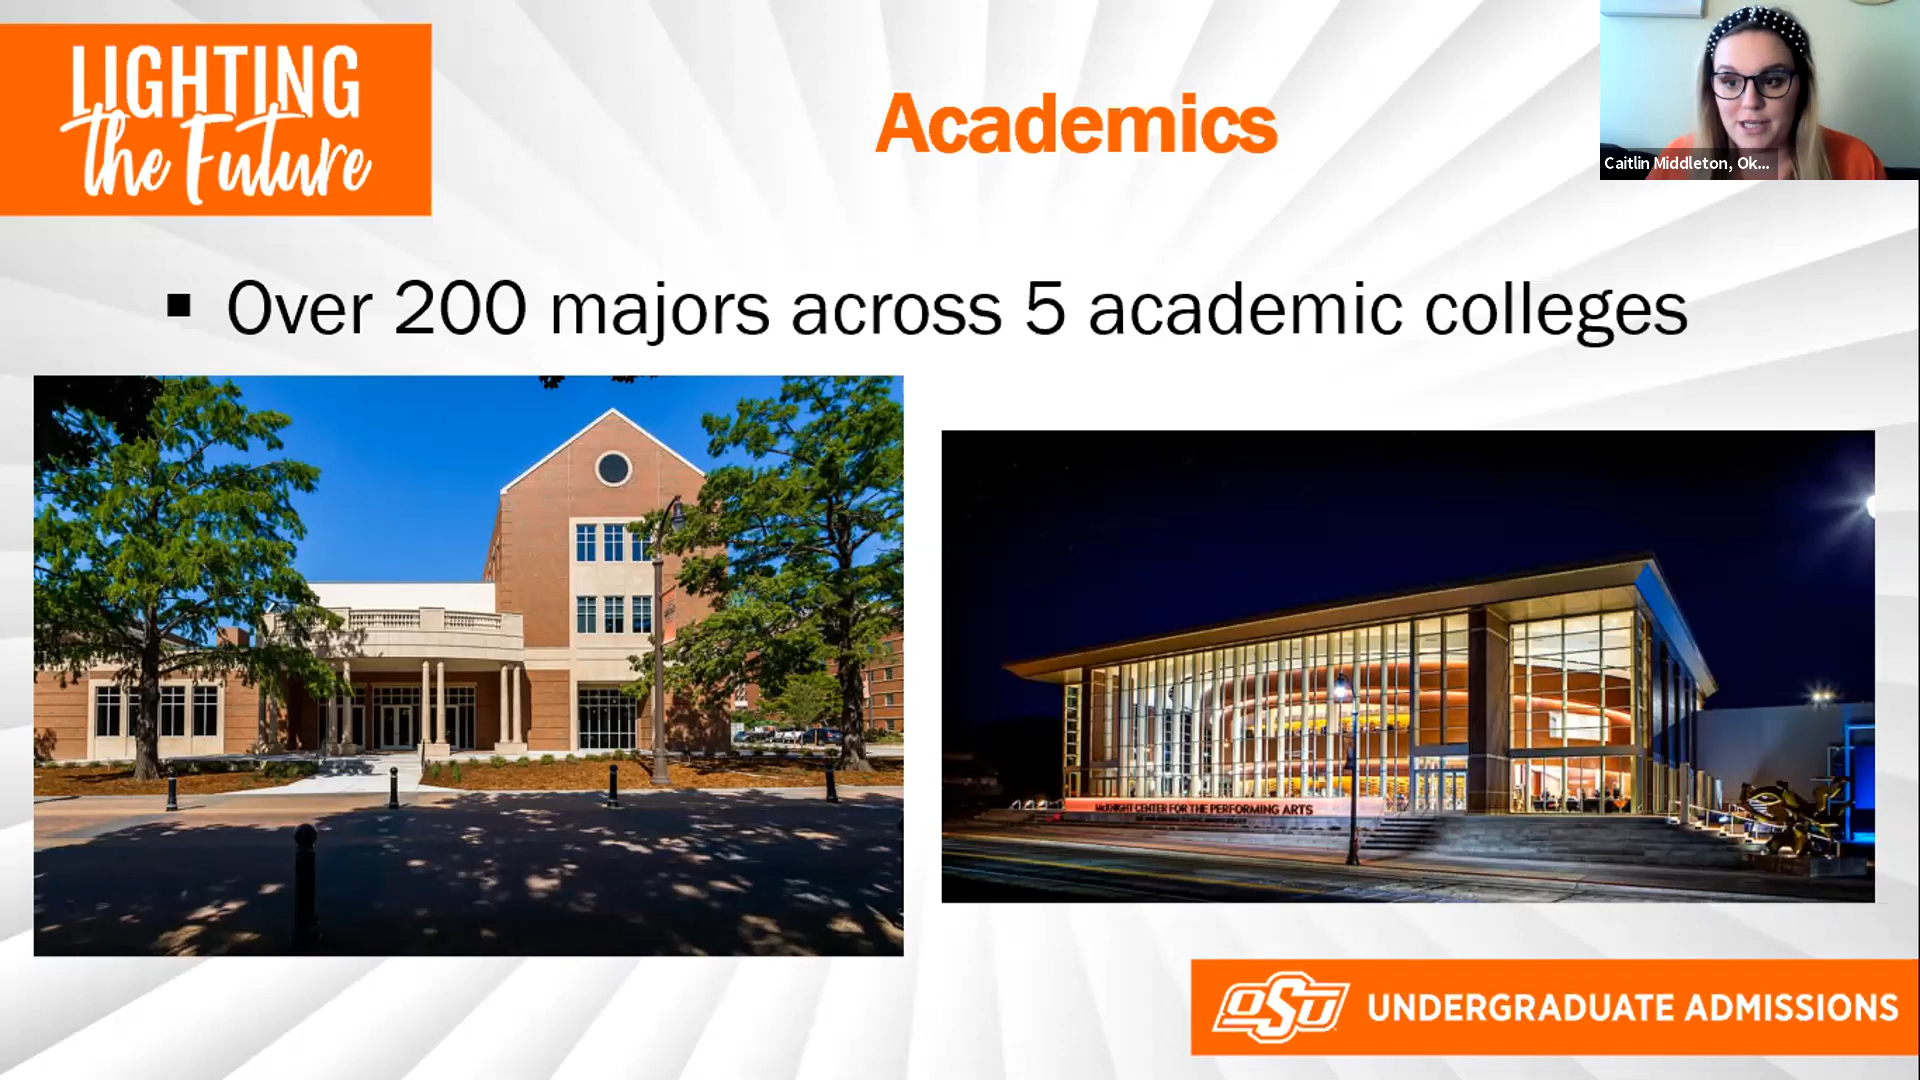 LIGHTING
the Future
Academics
Caitlin Middleton, Ok...
▪ Over 200 majors across 5 academic colleges
McKNIGHT CENTER FOR THE PERFORMING ARTS
OSU UNDERGRADUATE ADMISSIONS